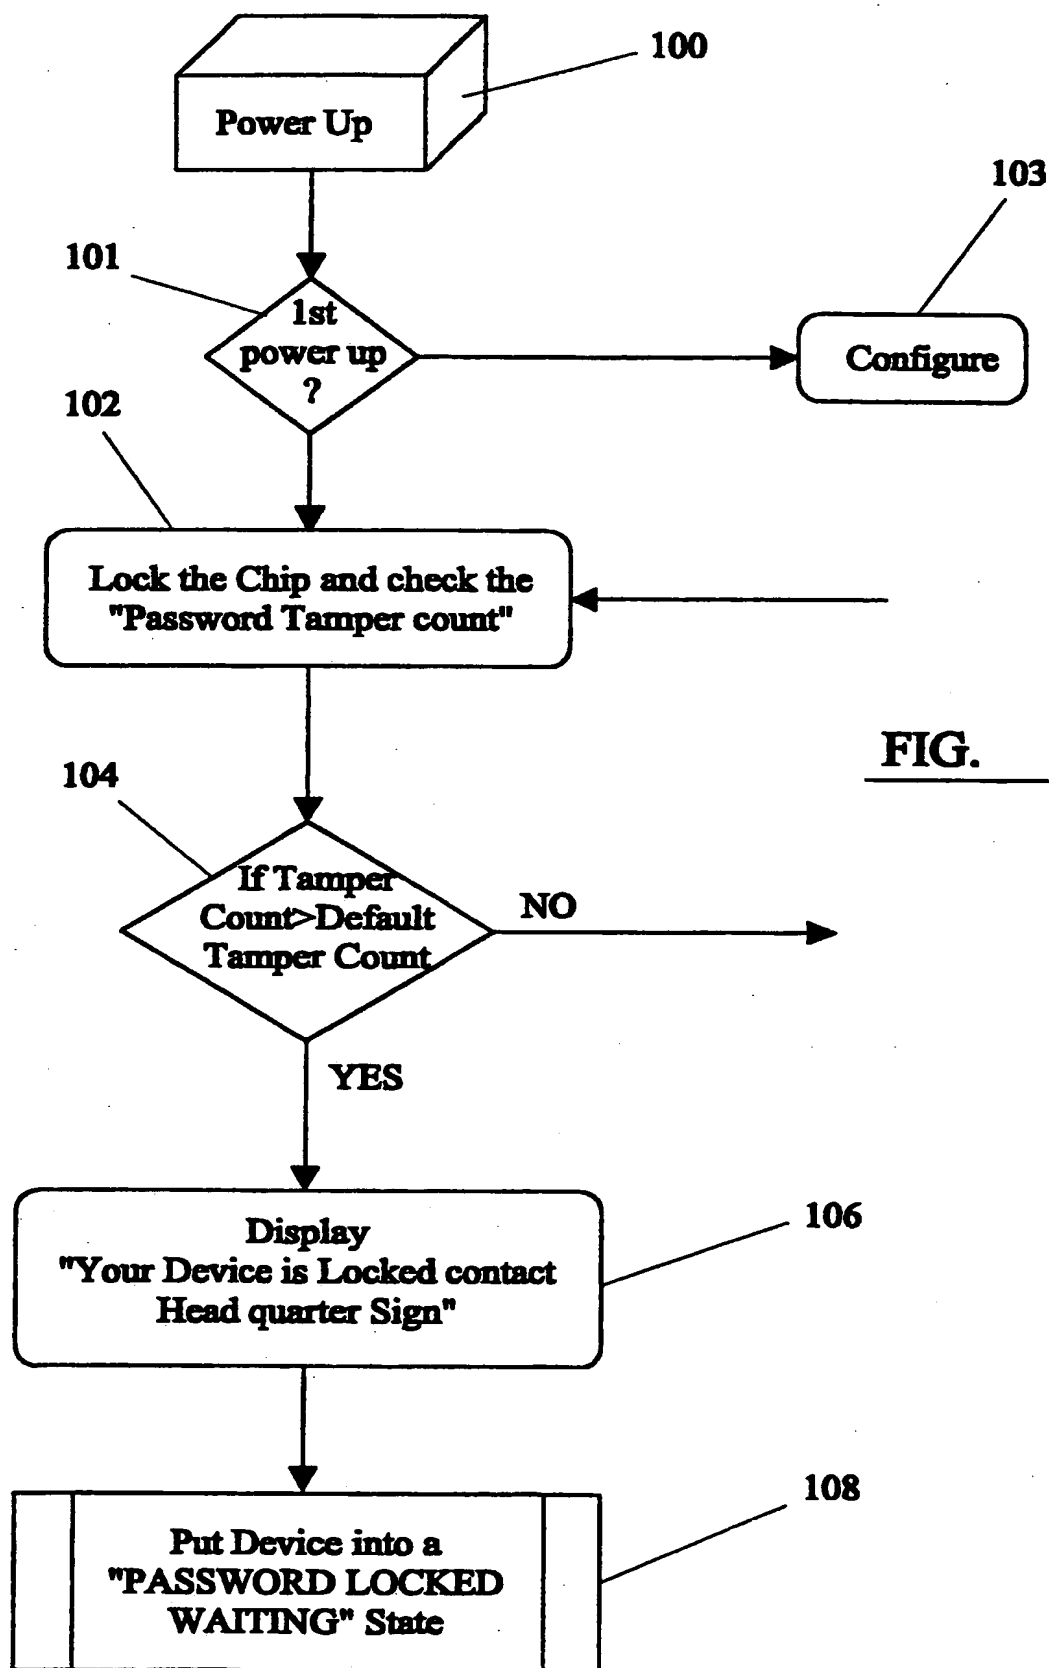 100
Power Up
103
101
1st
power up
?
Configure
102
Lock the Chip and check the
"Password Tamper count"
FIG.
104
If Tamper
Count>Default
Tamper Count
NO
YES
Display
"Your Device is Locked contact
Head quarter Sign"
106
108
Put Device into a
"PASSWORD LOCKED
WAITING" State